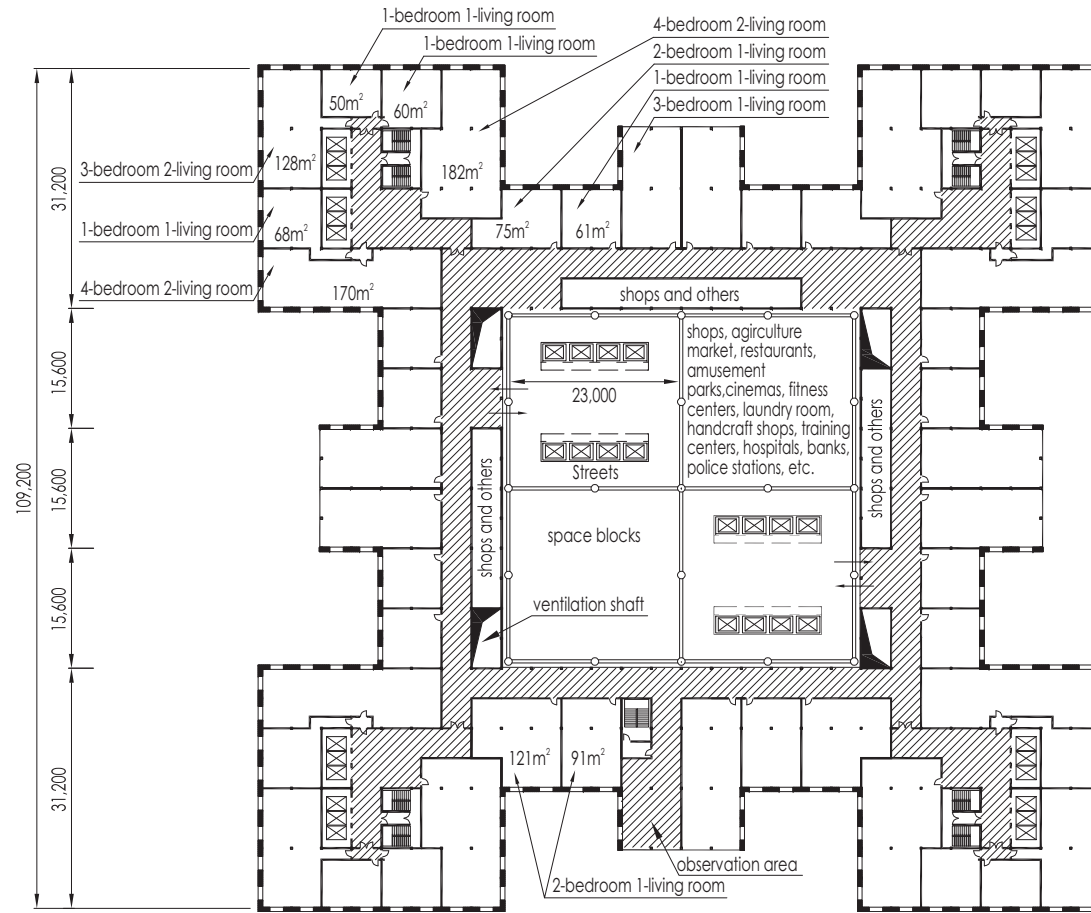 1-bedroom 1-living room
1-bedroom 1-living room
4-bedroom 2-living room
2-bedroom 1-living room
1-bedroom 1-living room
3-bedroom 1-living room
50m²
60m²
3-bedroom 2-living room
128m²
182m²
1-bedroom 1-living room
68m²
75m²
61m²
4-bedroom 2-living room
170m²
31,200
15,600
15,600
15,600
31,200
109,200
shops and others
shops, agirculture
market, restaurants,
amusement
parks,cinemas, fitness
centers, laundry room,
handcraft shops, training
centers, hospitals, banks,
police stations, etc.
23,000
Streets
shops and others
shops and others
space blocks
ventilation shaft
121m²
91m²
observation area
2-bedroom 1-living room